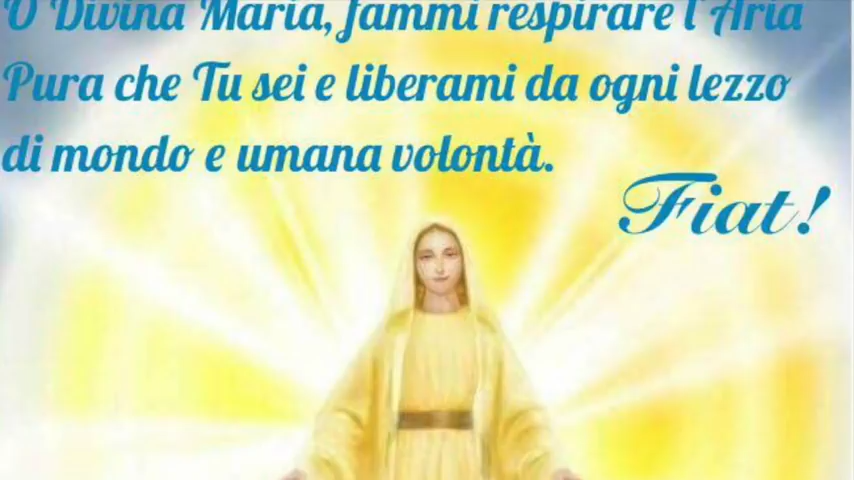 O Divina Maria, fammi respirare l'Aria
Pura che Tu sei e liberami da ogni lezzo
di mondo e umana volontà.
Fiat!